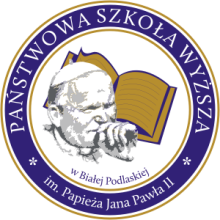 PAŃSTWOWA SZKOŁA WYŻSZA
w Białej Podlaskiej
im. Papieża Jana Pawła II